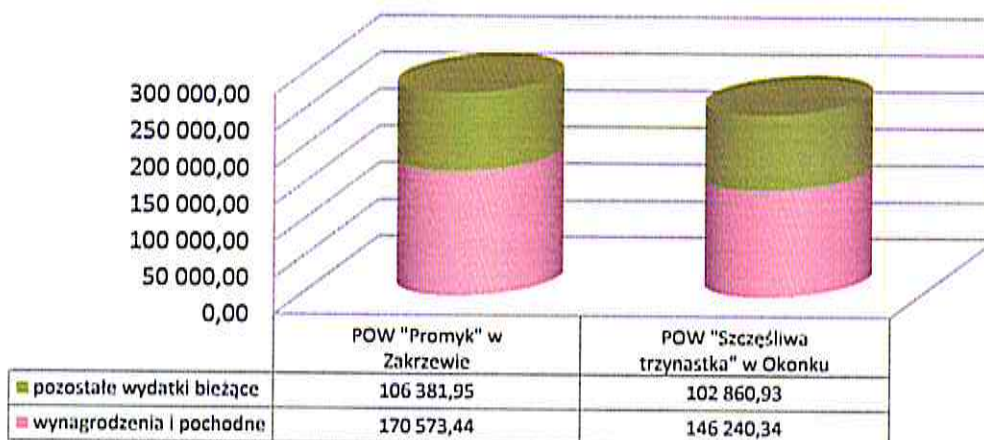 300 000,00
250 000,00
200 000,00
150 000,00
100 000,00
50 000,00
0,00
POW "Promyk" w
Zakrzewie
POW "Szczęśliwa
trzynastka" w Okonku
pozostałe wydatki bieżące
106 381,95
102 860,93
wynagrodzenia i pochodne
170 573,44
146 240,34